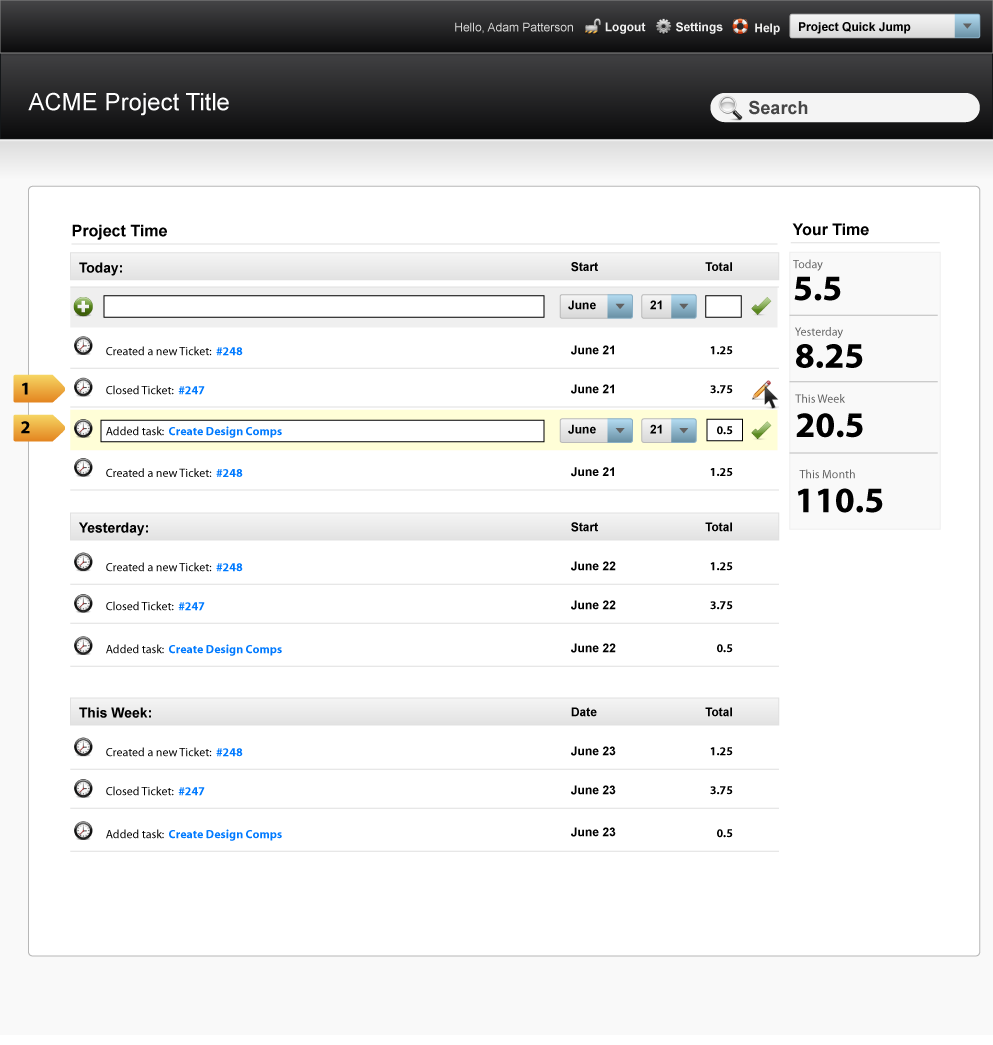 Hello, Adam Patterson Logout Settings Help Project Quick Jump
ACME Project Title
Search
Project Time
Today: Start Total
June 21
Created a new Ticket: #248 June 21 1.25
1 Closed Ticket: #247 June 21 3.75
2 Added task: Create Design Comps June 21 0.5
Created a new Ticket: #248 June 21 1.25
Yesterday: Start Total
Created a new Ticket: #248 June 22 1.25
Closed Ticket: #247 June 22 3.75
Added task: Create Design Comps June 22 0.5
This Week: Date Total
Created a new Ticket: #248 June 23 1.25
Closed Ticket: #247 June 23 3.75
Added task: Create Design Comps June 23 0.5
Your Time
Today
5.5
Yesterday
8.25
This Week
20.5
This Month
110.5